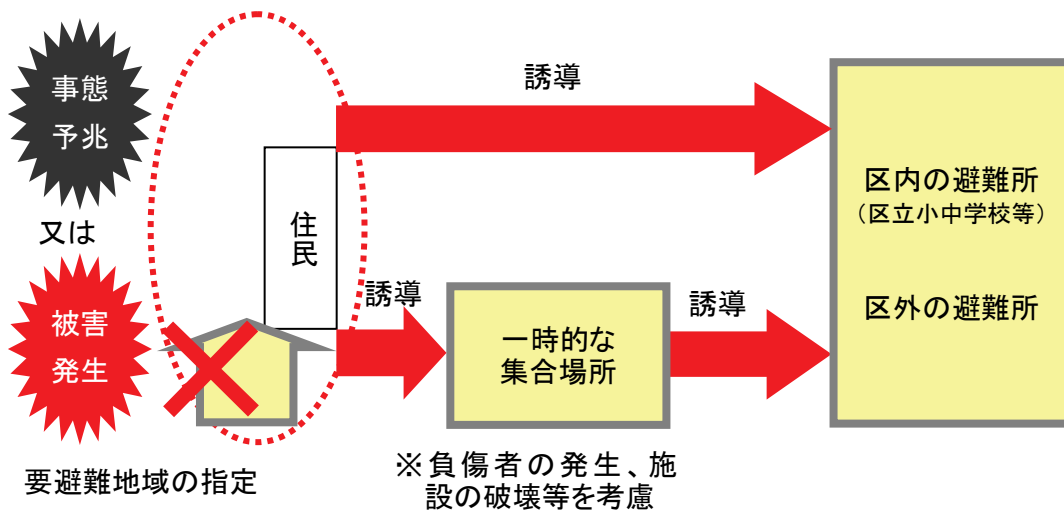 事態
予兆
又は
被害
発生
要避難地域の指定
住民
誘導
誘導
一時的な
集合場所
※負傷者の発生、施
設の破壊等を考慮
誘導
区内の避難所
（区立小中学校等）
区外の避難所